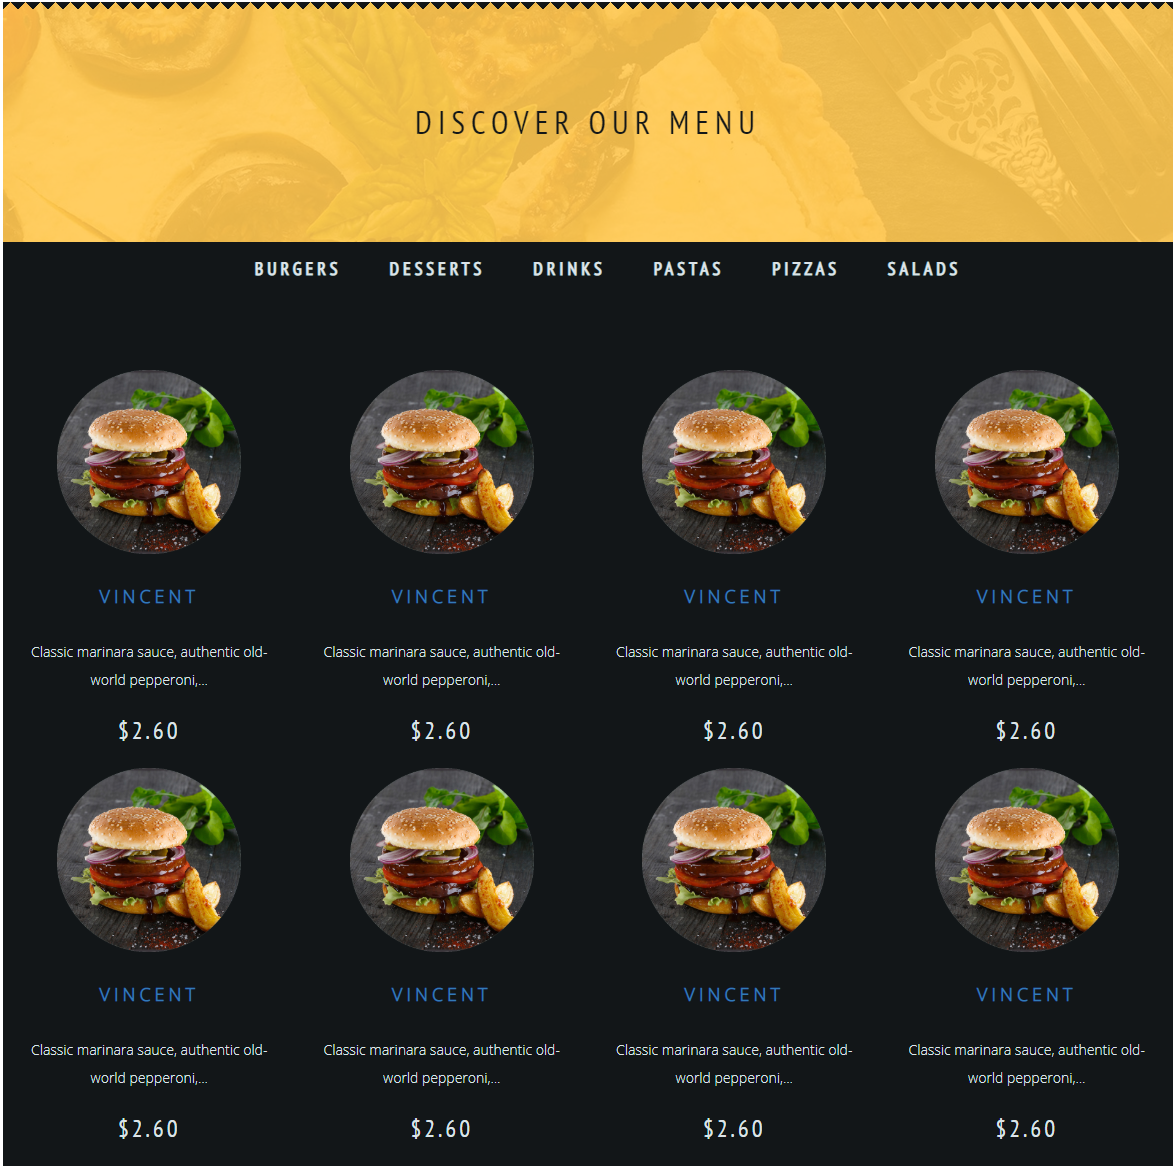 DISCOVER OUR MENU
BURGERS DESSERTS DRINKS PASTAS PIZZAS SALADS
VINCENT VINCENT VINCENT VINCENT
Classic marinara sauce, authentic old-
world pepperoni,...
Classic marinara sauce, authentic old-
world pepperoni,...
Classic marinara sauce, authentic old-
world pepperoni,...
Classic marinara sauce, authentic old-
world pepperoni,...
$2.60 $2.60 $2.60 $2.60
VINCENT VINCENT VINCENT VINCENT
Classic marinara sauce, authentic old-
world pepperoni,...
Classic marinara sauce, authentic old-
world pepperoni,...
Classic marinara sauce, authentic old-
world pepperoni,...
Classic marinara sauce, authentic old-
world pepperoni,...
$2.60 $2.60 $2.60 $2.60